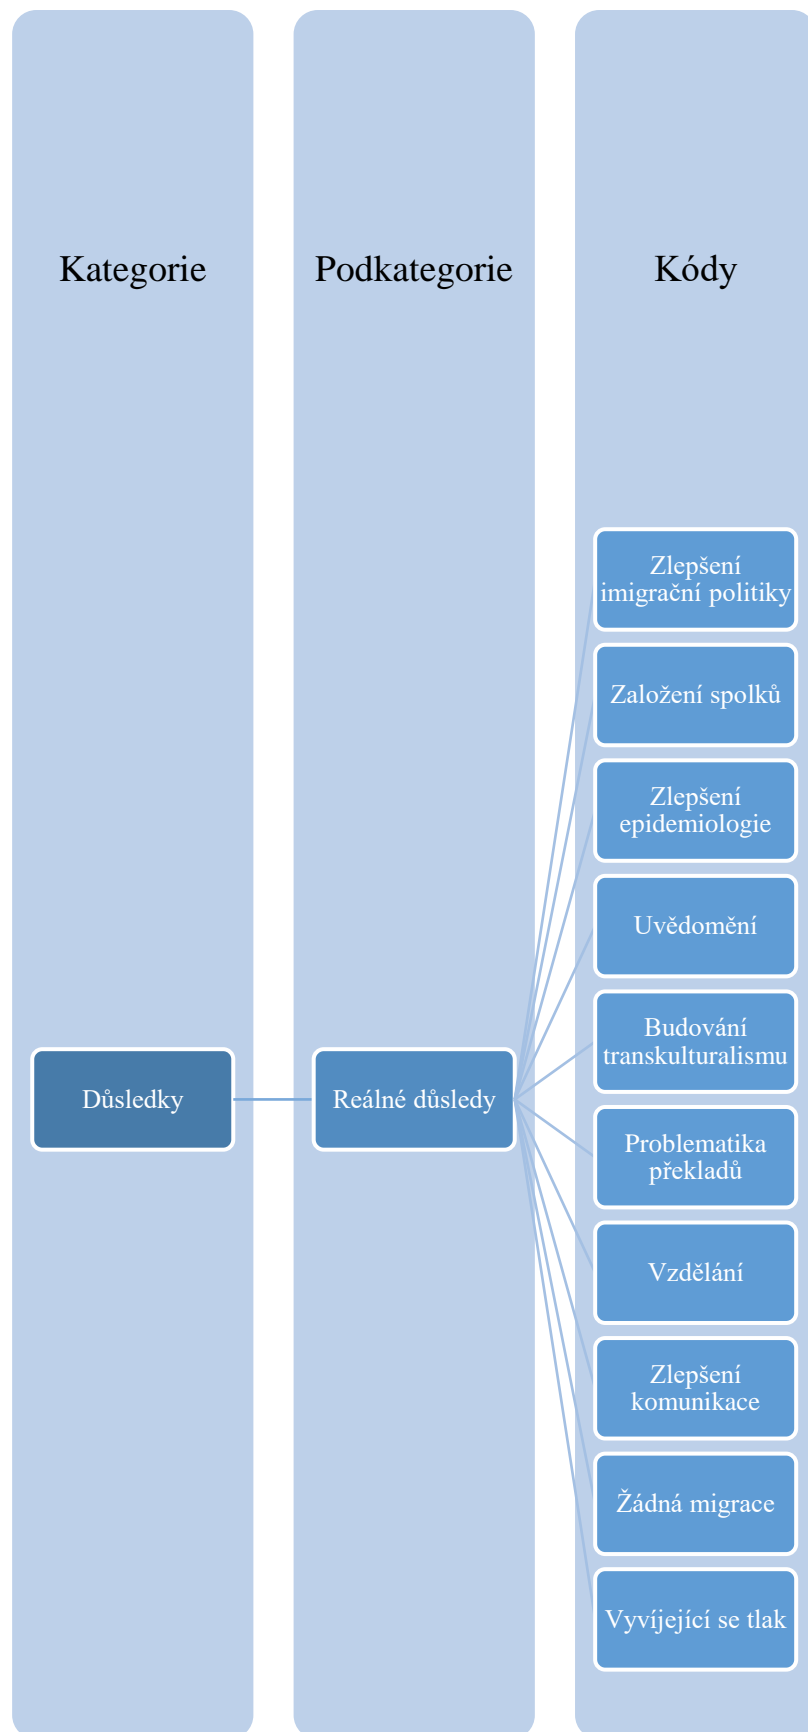 Kategorie
Podkategorie
Kódy
Důsledky
Reálné důsledy
Zlepšení
imigrační politiky
Založení spolků
Zlepšení
epidemiologie
Uvědomění
Budování
transkulturalismu
Problematika
překladů
Vzdělání
Zlepšení
komunikace
Žádná migrace
Vyvíjející se tlak